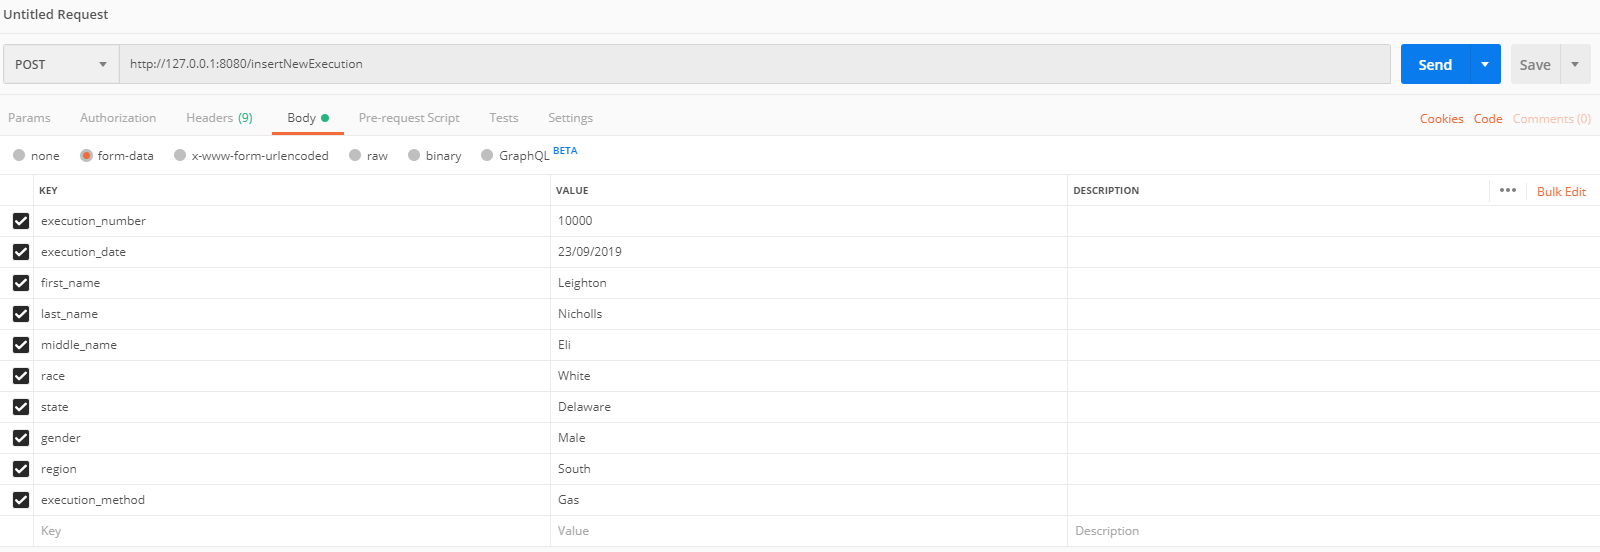 Untitled Request
POST http://127.0.0.1:8080/insertNewExecution Send Save
Params Authorization Headers (9) Body Pre-request Script Tests Settings Cookies Code Comments (0)
none form-data x-www-form-urlencoded raw binary GraphQL BETA
KEY VALUE DESCRIPTION ••• Bulk Edit
execution_number 10000
execution_date 23/09/2019
first_name Leighton
last_name Nicholls
middle_name Eli
race White
state Delaware
gender Male
region South
execution_method Gas
Key Value Description